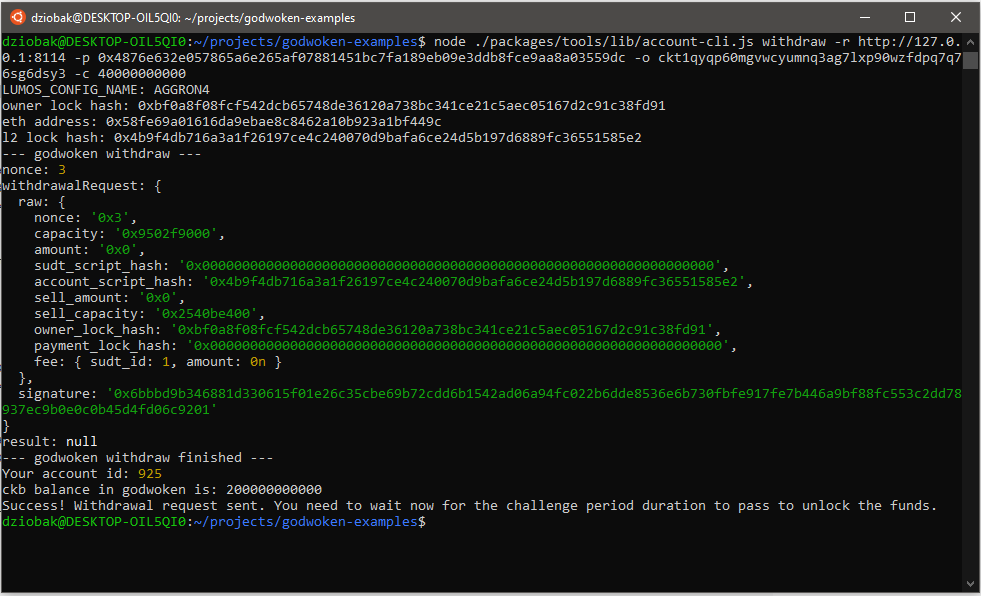 dziobak@DESKTOP-OIL5QI0: ~/projects/godwoken-examples
dziobak@DESKTOP-OIL5QI0:~/projects/godwoken-examples$ node ./packages/tools/lib/account-cli.js withdraw -r http://127.0.
0.1:8114 -p 0x4876e632e057865a6e265af07881451bc7fa189eb09e3ddb8fce9aa8a03559dc -o ckt1qyqp60mgvwcyumnq3ag7lxp90wzfdpq7q7
6sg6dsy3 -c 40000000000
LUMOS_CONFIG_NAME: AGGRON4
owner lock hash: 0xbf0a8f08fcf542dcb65748de36120a738bc341ce21c5aec05167d2c91c38fd91
eth address: 0x58fe69a01616da9ebae8c8462a10b923a1bf449c
l2 lock hash: 0x4b9f4db716a3a1f26197ce4c240070d9bafa6ce24d5b197d6889fc36551585e2
--- godwoken withdraw ---
nonce: 3
withdrawalRequest: {
raw: {
nonce: '0x3',
capacity: '0x9502f9000',
amount: '0x0',
sudt_script_hash: '0x0000000000000000000000000000000000000000000000000000000000000000',
account_script_hash: '0x4b9f4db716a3a1f26197ce4c240070d9bafa6ce24d5b197d6889fc36551585e2',
sell_amount: '0x0',
sell_capacity: '0x2540be400',
owner_lock_hash: '0xbf0a8f08fcf542dcb65748de36120a738bc341ce21c5aec05167d2c91c38fd91',
payment_lock_hash: '0x0000000000000000000000000000000000000000000000000000000000000000',
fee: { sudt_id: 1, amount: 0n }
},
signature: '0x6bbbd9b346881d330615f01e26c35cbe69b72cdd6b1542ad06a94fc022b6dde8536e6b730fbfe917fe7b446a9bf88fc553c2dd78
937ec9b0e0c0b45d4fd06c9201'
}
result: null
--- godwoken withdraw finished ---
Your account id: 925
ckb balance in godwoken is: 200000000000
Success! Withdrawal request sent. You need to wait now for the challenge period duration to pass to unlock the funds.
dziobak@DESKTOP-OIL5QI0:~/projects/godwoken-examples$